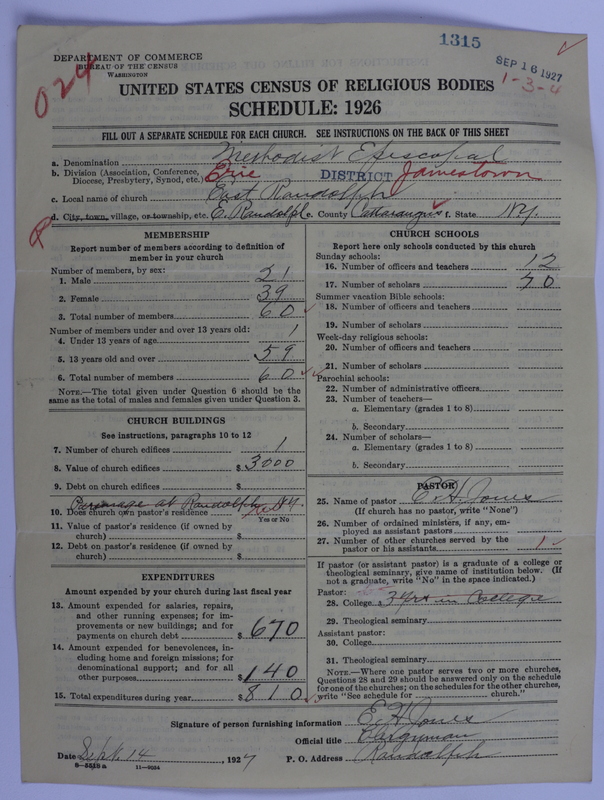 1315
DEPARTMENT OF COMMERCE
BUREAU OF THE CENSUS
WASHINGTON
SEP 16 1927
024
1-3-4
UNITED STATES CENSUS OF RELIGIOUS BODIES
SCHEDULE: 1926
FILL OUT A SEPARATE SCHEDULE FOR EACH CHURCH. SEE INSTRUCTIONS ON THE BACK OF THIS SHEET
a. Denomination Methodist Episcopal
b. Division (Association, Conference, Diocese, Presbytery, Synod, etc.) Erie DISTRICT Jamestown
c. Local name of church East Randolph
d. City, town, village, or township, etc. E. Randolph e. County Cattaraugus f. State N.Y.
R
MEMBERSHIP
Report number of members according to definition of
member in your church
Number of members, by sex:
1. Male 21
2. Female 39
3. Total number of members 60
Number of members under and over 13 years old:
4. Under 13 years of age 1
5. 13 years old and over 59
6. Total number of members 60
NOTE.—The total given under Question 6 should be
same as the total of males and females given under Question 3.
CHURCH BUILDINGS
See instructions, paragraphs 10 to 12
7. Number of church edifices 1
8. Value of church edifices $ 3000
9. Debt on church edifices $
Parsonage at Randolph N.Y.
10. Does church own pastor's residence
Yes or No
11. Value of pastor's residence (if owned by
church) $
12. Debt on pastor's residence (if owned by
church) $
EXPENDITURES
Amount expended by your church during last fiscal year
13. Amount expended for salaries, repairs,
and other running expenses; for im-
provements or new buildings; and for
payments on church debt $ 670
14. Amount expended for benevolences, in-
cluding home and foreign missions; for
denominational support; and for all
other purposes $ 140
15. Total expenditures during year $ 810
CHURCH SCHOOLS
Report here only schools conducted by this church
Sunday schools:
16. Number of officers and teachers 12
17. Number of scholars 70
Summer vacation Bible schools:
18. Number of officers and teachers
19. Number of scholars
Week-day religious schools:
20. Number of officers and teachers
21. Number of scholars
Parochial schools:
22. Number of administrative officers
23. Number of teachers—
a. Elementary (grades 1 to 8)
b. Secondary
24. Number of scholars—
a. Elementary (grades 1 to 8)
b. Secondary
PASTOR
25. Name of pastor E. H. Jones
(If church has no pastor, write "None")
26. Number of ordained ministers, if any, em-
ployed as assistant pastors
27. Number of other churches served by the
pastor or his assistants 1
If pastor (or assistant pastor) is a graduate of a college or
theological seminary, give name of institution below. (If
not a graduate, write "No" in the space indicated.)
Pastor:
28. College 3 yrs in College
29. Theological seminary
Assistant pastor:
30. College
31. Theological seminary
NOTE.—Where one pastor serves two or more churches,
Questions 28 and 29 should be answered only on the schedule
for one of the churches; on the schedules for the other churches,
write "See schedule for church."
Signature of person furnishing information E. H. Jones
Official title Clergyman
Date Sept. 14, 1927 P. O. Address Randolph
8-5518 a 11-9024